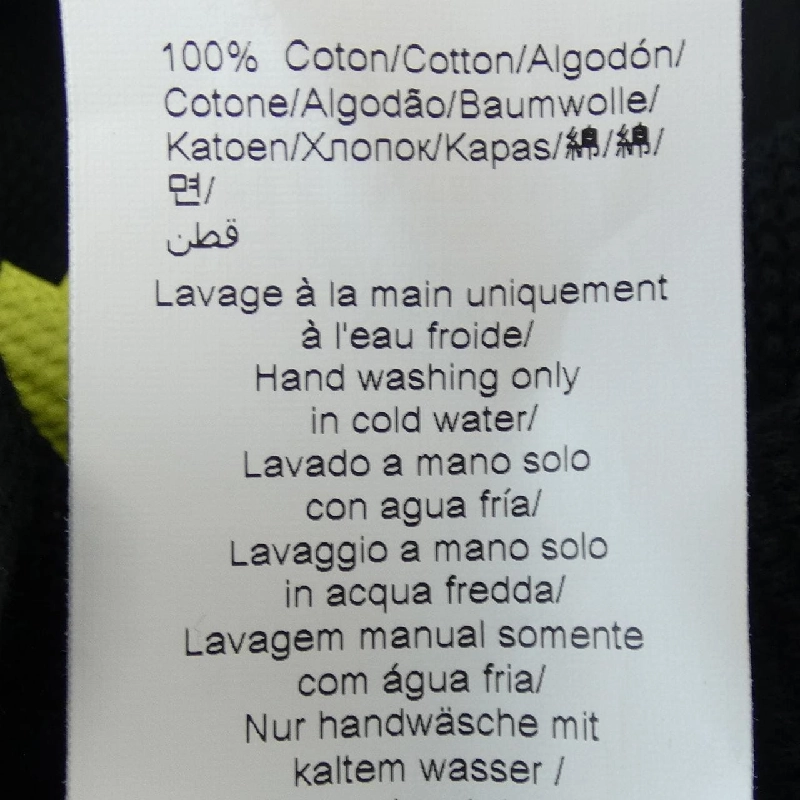 100% Coton/Cotton/Algodón/
Cotone/Algodão/Baumwolle/
Katoen/Хлопок/Kapas/綿/綿/
면/
قطن
Lavage à la main uniquement
à l'eau froide/
Hand washing only
in cold water/
Lavado a mano solo
con agua fría/
Lavaggio a mano solo
in acqua fredda/
Lavagem manual somente
com água fria/
Nur handwäsche mit
kaltem wasser /